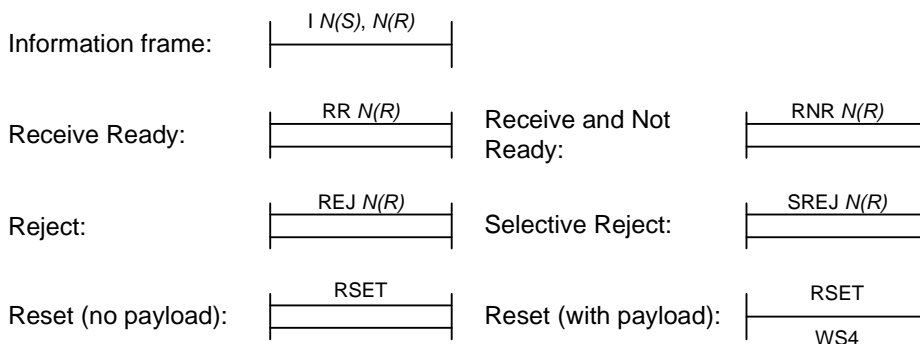 Information frame:
I N(S), N(R)
Receive Ready:
RR N(R)
Receive and Not
Ready:
RNR N(R)
Reject:
REJ N(R)
Selective Reject:
SREJ N(R)
Reset (no payload):
RSET
Reset (with payload):
RSET
WS4